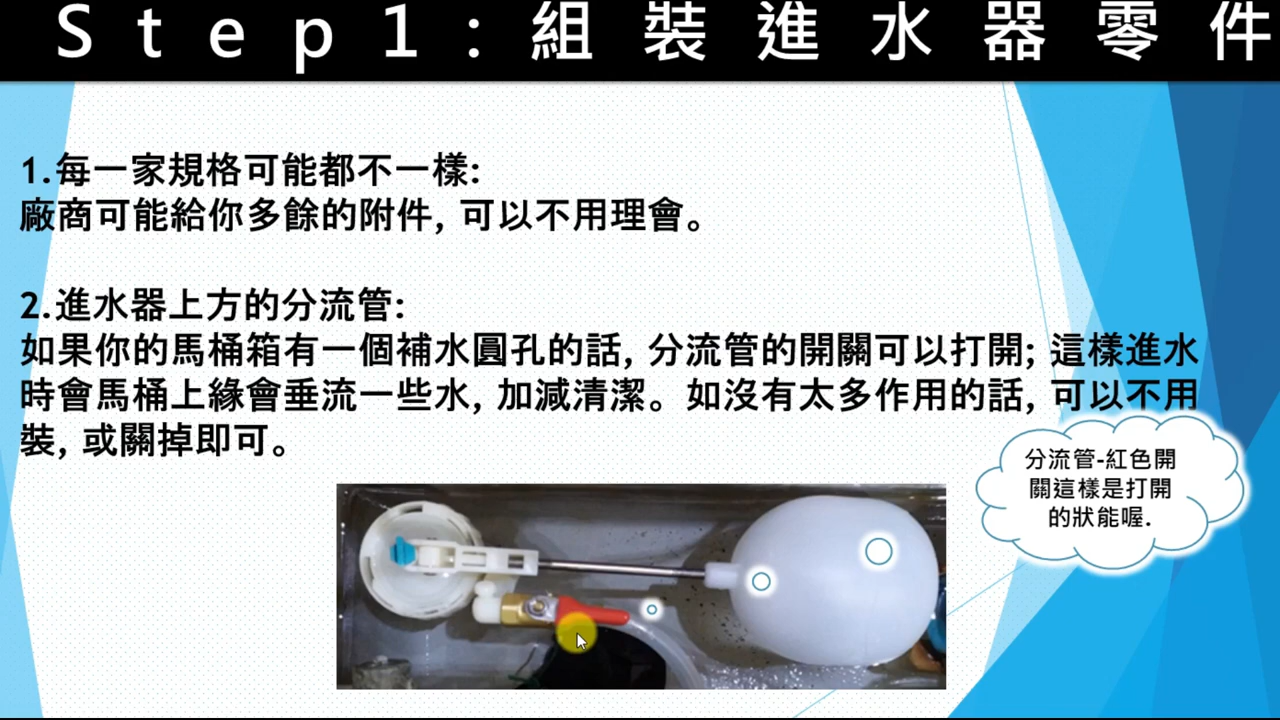 Step1:組裝進水器零件
1.每一家規格可能都不一樣:
廠商可能給你多餘的附件, 可以不用理會。
2.進水器上方的分流管:
如果你的馬桶箱有一個補水圓孔的話, 分流管的開關可以打開; 這樣進水
時會馬桶上緣會垂流一些水, 加減清潔。如沒有太多作用的話, 可以不用
裝, 或關掉即可。
分流管-紅色開
關這樣是打開
的狀能喔.